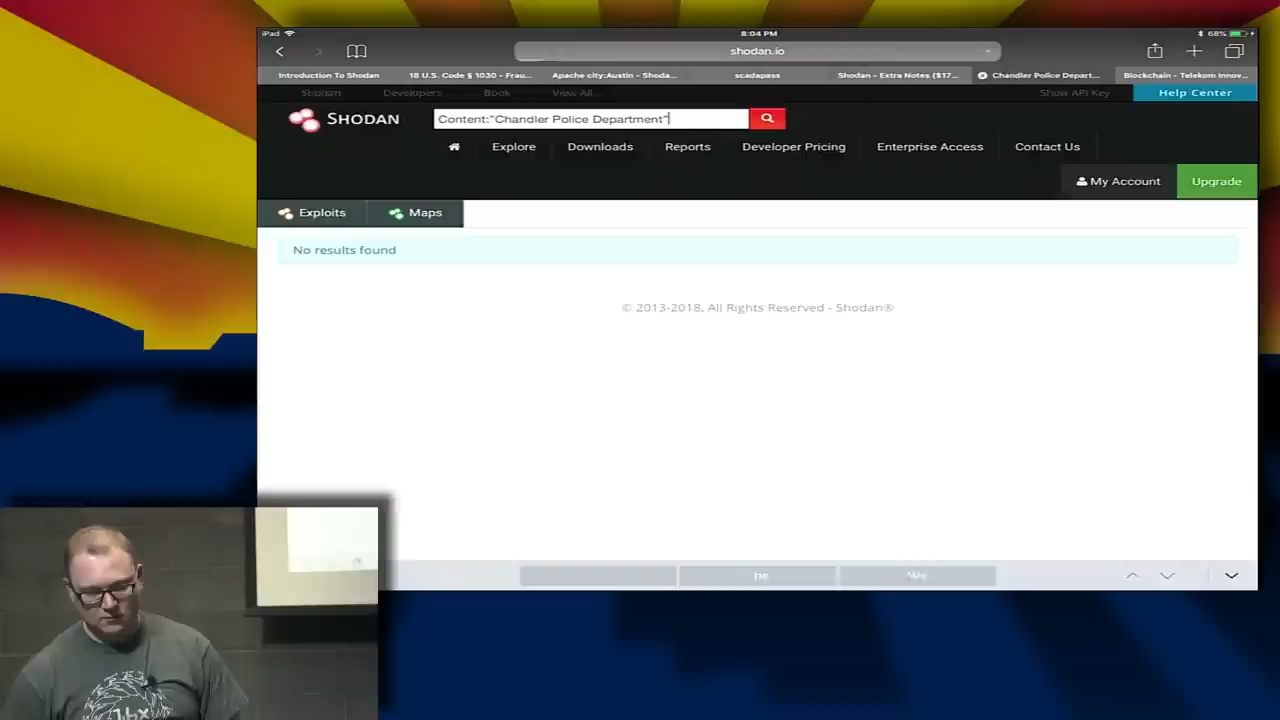 iPad
8:04 PM
68%
shodan.io
Introduction To Shodan
18 U.S. Code § 1030 - Frau...
Apache city:Austin - Shoda...
scadapass
Shodan - Extra Notes ($17...
Chandler Police Depart...
Blockchain - Telekom Innov...
Shodan
Developers
Book
View All...
Show API Key
Help Center
SHODAN
Content:"Chandler Police Department"
Explore
Downloads
Reports
Developer Pricing
Enterprise Access
Contact Us
My Account
Upgrade
Exploits
Maps
No results found
© 2013-2018, All Rights Reserved - Shodan®
he